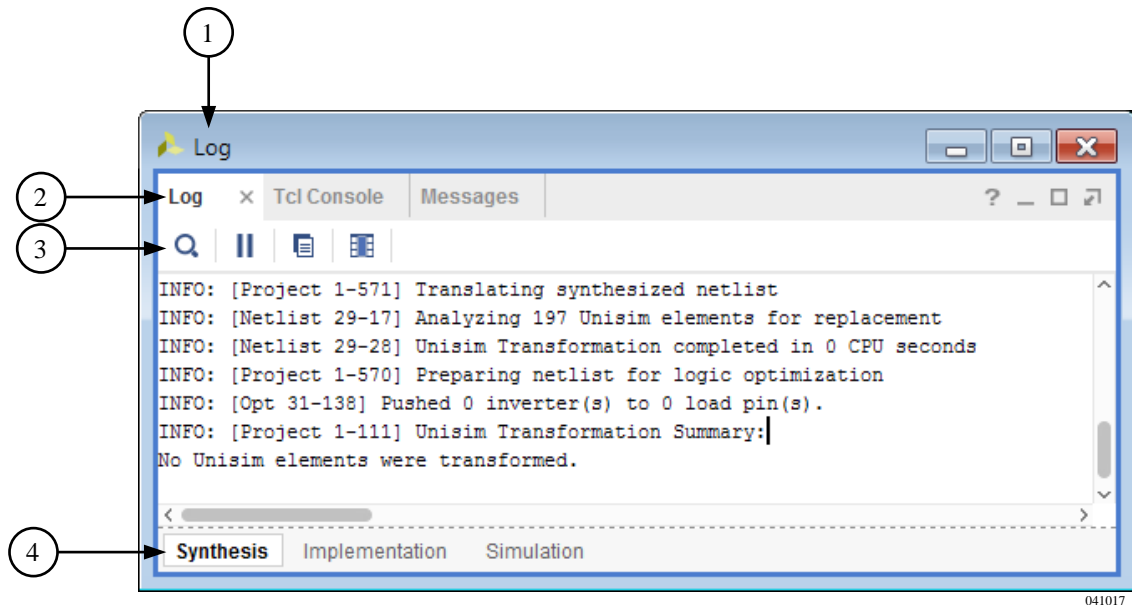 1
Log
2
Log Tcl Console Messages ?
3
INFO: [Project 1-571] Translating synthesized netlist
INFO: [Netlist 29-17] Analyzing 197 Unisim elements for replacement
INFO: [Netlist 29-28] Unisim Transformation completed in 0 CPU seconds
INFO: [Project 1-570] Preparing netlist for logic optimization
INFO: [Opt 31-138] Pushed 0 inverter(s) to 0 load pin(s).
INFO: [Project 1-111] Unisim Transformation Summary:
No Unisim elements were transformed.
4
Synthesis Implementation Simulation
041017